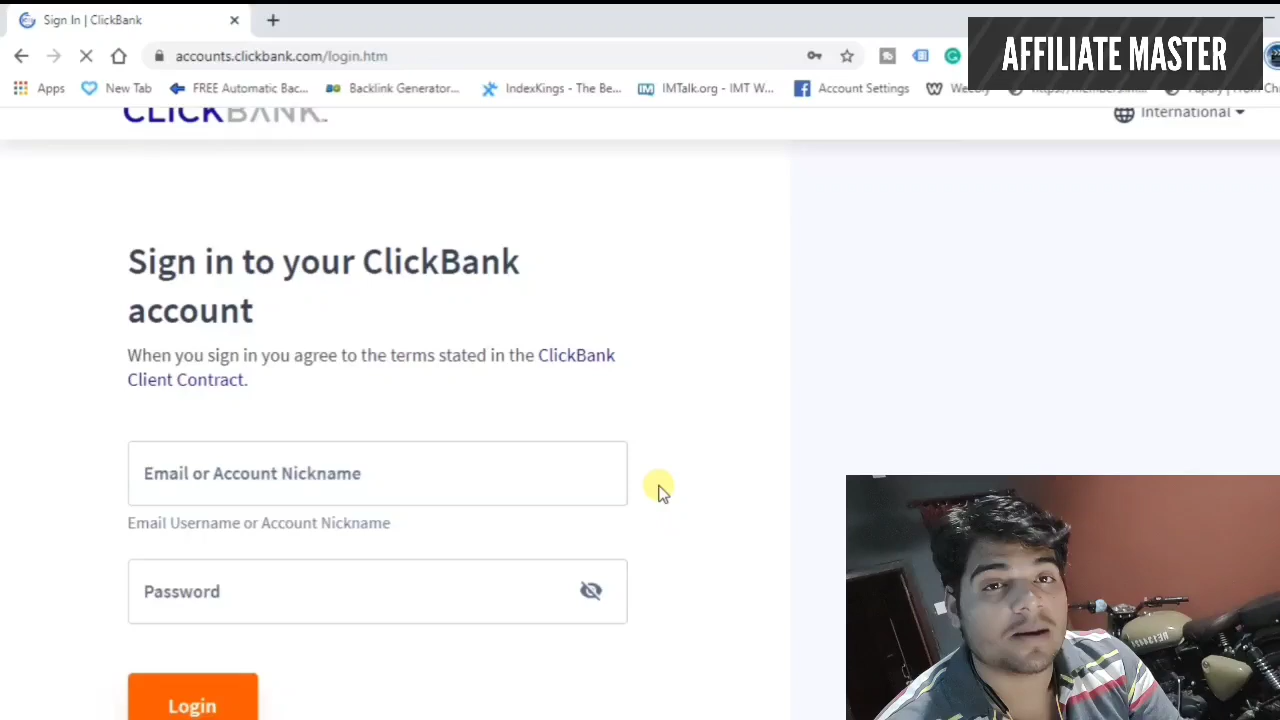 Sign In | ClickBank
AFFILIATE MASTER
accounts.clickbank.com/login.htm
Apps New Tab FREE Automatic Bac... Backlink Generator... IndexKings - The Be... IMTalk.org - IMT W... Account Settings
CLICKBANK
International
Sign in to your ClickBank
account
When you sign in you agree to the terms stated in the ClickBank
Client Contract.
Email or Account Nickname
Email Username or Account Nickname
Password
Login